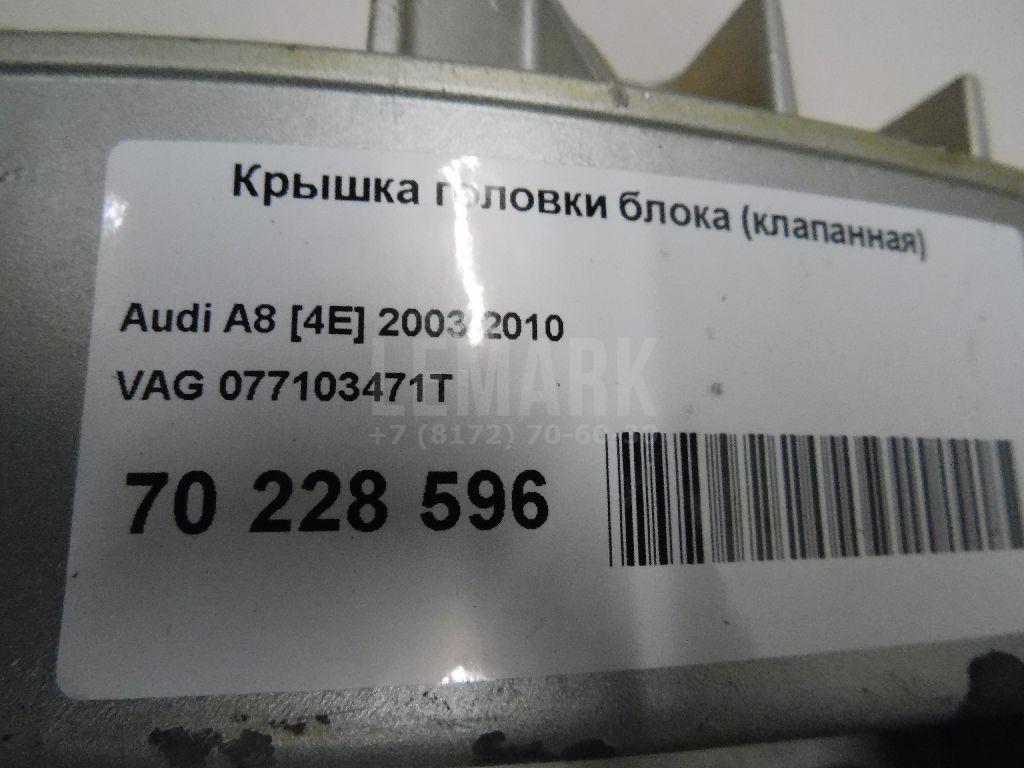 Крышка головки блока (клапанная)
Audi A8 [4E] 2003-2010
VAG 077103471T
LEMARK
+7 (8172) 70-60-38
70 228 596